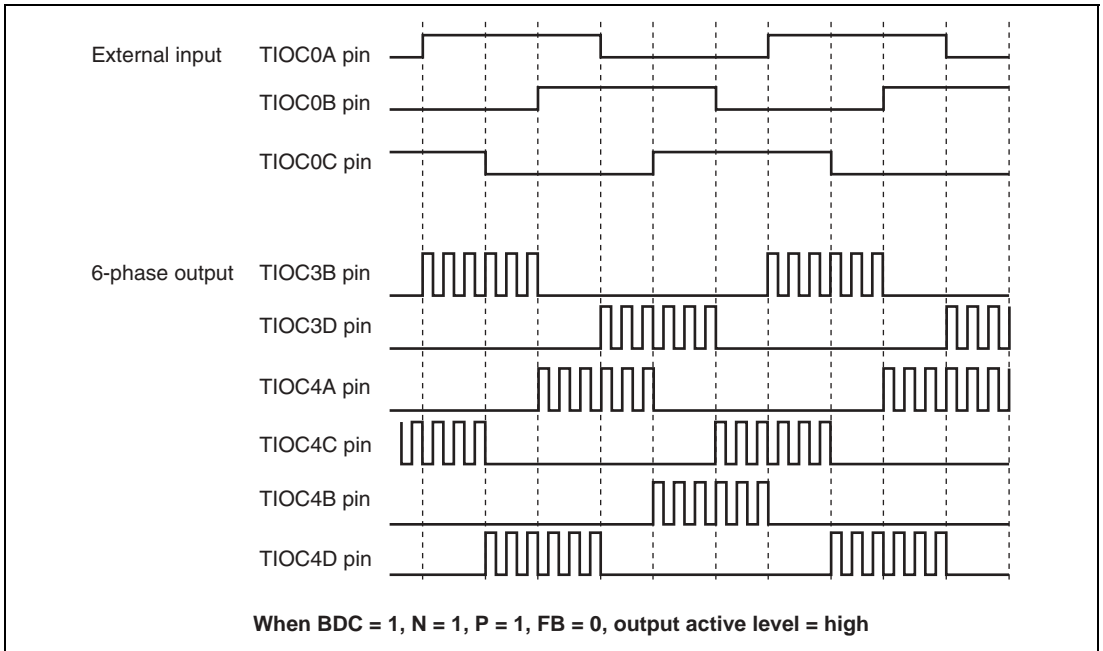 External input TIOC0A pin
TIOC0B pin
TIOC0C pin
6-phase output TIOC3B pin
TIOC3D pin
TIOC4A pin
TIOC4C pin
TIOC4B pin
TIOC4D pin
When BDC = 1, N = 1, P = 1, FB = 0, output active level = high